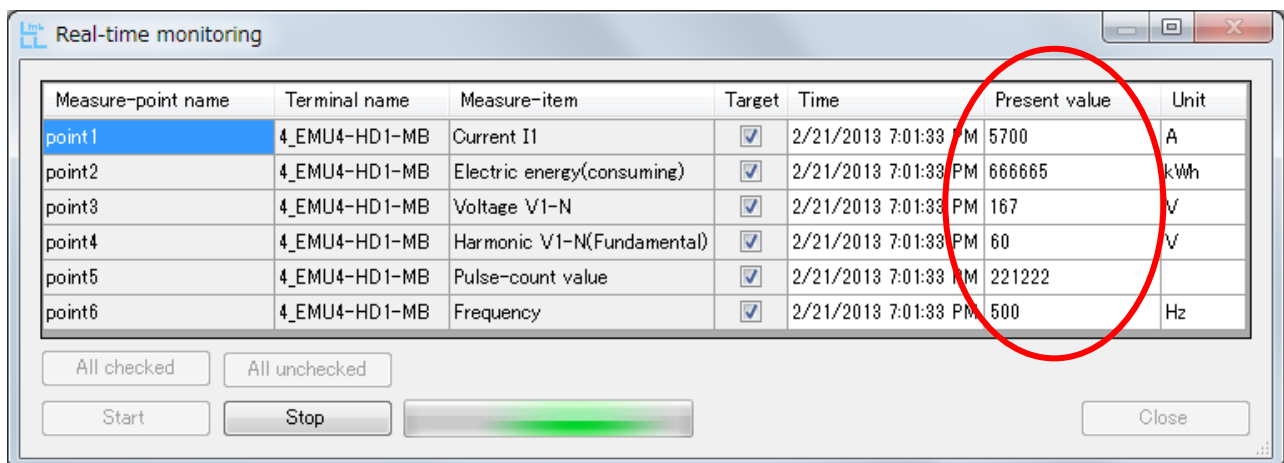 Real-time monitoring
Measure-point name Terminal name Measure-item Target Time Present value Unit
point1 4_EMU4-HD1-MB Current I1 2/21/2013 7:01:33 PM 5700 A
point2 4_EMU4-HD1-MB Electric energy(consuming) 2/21/2013 7:01:33 PM 666665 kWh
point3 4_EMU4-HD1-MB Voltage V1-N 2/21/2013 7:01:33 PM 167 V
point4 4_EMU4-HD1-MB Harmonic V1-N(Fundamental) 2/21/2013 7:01:33 PM 60 V
point5 4_EMU4-HD1-MB Pulse-count value 2/21/2013 7:01:33 PM 221222
point6 4_EMU4-HD1-MB Frequency 2/21/2013 7:01:33 PM 500 Hz
All checked All unchecked
Start Stop Close